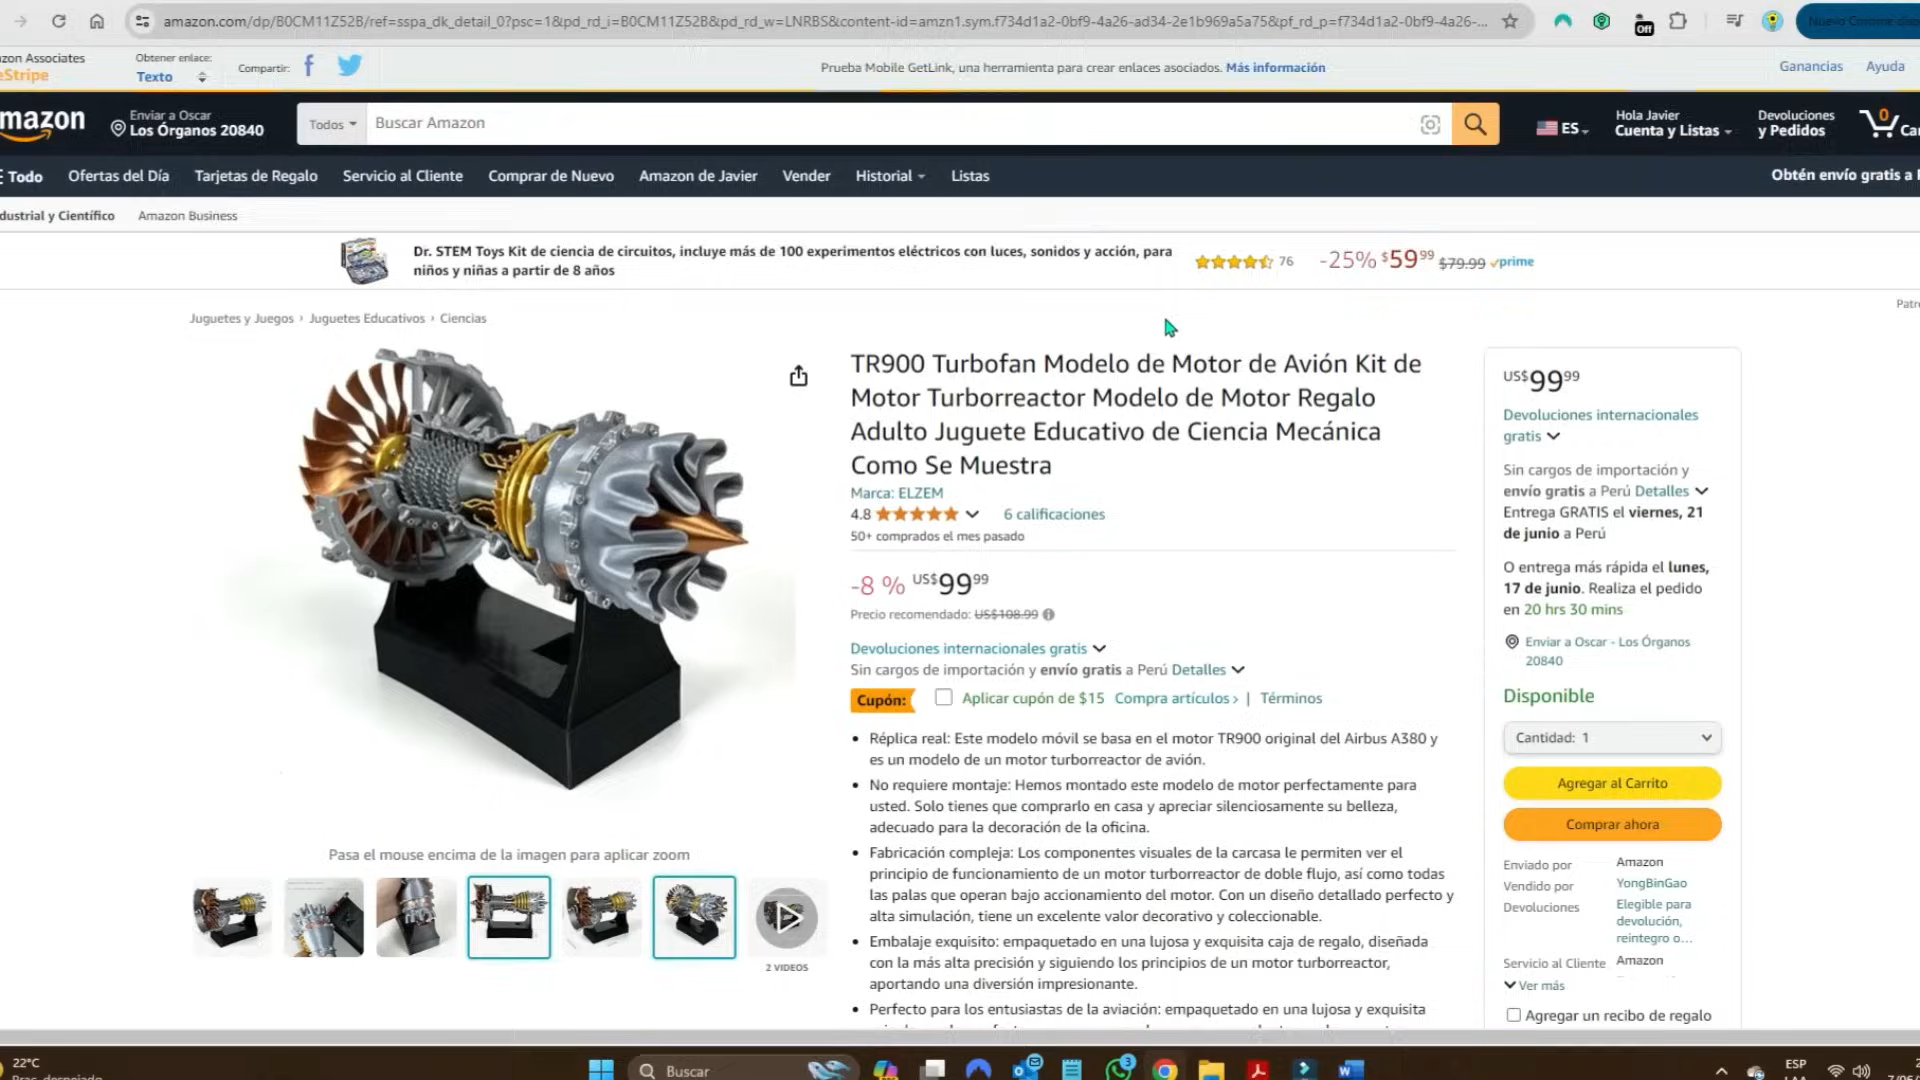 amazon.com/dp/B0CM11Z52B/ref=sspa_dk_detail_0?psc=1&pd_rd_i=B0CM11Z52B&pd_rd_w=LNRBS&content-id=amzn1.sym.f734d1a2-0bf9-4a26-ad34-2e1b969a5a75&pf_rd_p=f734d1a2-0bf9-4a26-...
Off
zon Associates
eStripe
Obtener enlace:
Texto
Compartir:
Prueba Mobile GetLink, una herramienta para crear enlaces asociados. Más información
Ganancias
Ayuda
mazon
Enviar a Oscar
Los Órganos 20840
Todos
Buscar Amazon
ES
Hola Javier
Cuenta y Listas
Devoluciones
y Pedidos
0
Ca
Todo
Ofertas del Día
Tarjetas de Regalo
Servicio al Cliente
Comprar de Nuevo
Amazon de Javier
Vender
Historial
Listas
Obtén envío gratis a P
dustrial y Científico
Amazon Business
Dr. STEM Toys Kit de ciencia de circuitos, incluye más de 100 experimentos eléctricos con luces, sonidos y acción, para
niños y niñas a partir de 8 años
76
-25% $59 99 $79.99 prime
Patro
Juguetes y Juegos › Juguetes Educativos › Ciencias
TR900 Turbofan Modelo de Motor de Avión Kit de
Motor Turborreactor Modelo de Motor Regalo
Adulto Juguete Educativo de Ciencia Mecánica
Como Se Muestra
Marca: ELZEM
4.8
6 calificaciones
50+ comprados el mes pasado
-8 % US$99 99
Precio recomendado: US$108.99
Devoluciones internacionales gratis
Sin cargos de importación y envío gratis a Perú Detalles
Cupón:
Aplicar cupón de $15 Compra artículos › | Términos
• Réplica real: Este modelo móvil se basa en el motor TR900 original del Airbus A380 y
es un modelo de un motor turborreactor de avión.
• No requiere montaje: Hemos montado este modelo de motor perfectamente para
usted. Solo tienes que comprarlo en casa y apreciar silenciosamente su belleza,
adecuado para la decoración de la oficina.
• Fabricación compleja: Los componentes visuales de la carcasa le permiten ver el
principio de funcionamiento de un motor turborreactor de doble flujo, así como todas
las palas que operan bajo accionamiento del motor. Con un diseño detallado perfecto y
alta simulación, tiene un excelente valor decorativo y coleccionable.
• Embalaje exquisito: empaquetado en una lujosa y exquisita caja de regalo, diseñada
con la más alta precisión y siguiendo los principios de un motor turborreactor,
aportando una diversión impresionante.
• Perfecto para los entusiastas de la aviación: empaquetado en una lujosa y exquisita
Pasa el mouse encima de la imagen para aplicar zoom
2 VIDEOS
US$99 99
Devoluciones internacionales
gratis
Sin cargos de importación y
envío gratis a Perú Detalles
Entrega GRATIS el viernes, 21
de junio a Perú
O entrega más rápida el lunes,
17 de junio. Realiza el pedido
en 20 hrs 30 mins
Enviar a Oscar - Los Órganos
20840
Disponible
Cantidad: 1
Agregar al Carrito
Comprar ahora
Enviado por
Amazon
Vendido por
YongBinGao
Devoluciones
Elegible para
devolución,
reintegro o...
Servicio al Cliente
Amazon
Ver más
Agregar un recibo de regalo
22°C
Buscar
3
ESP